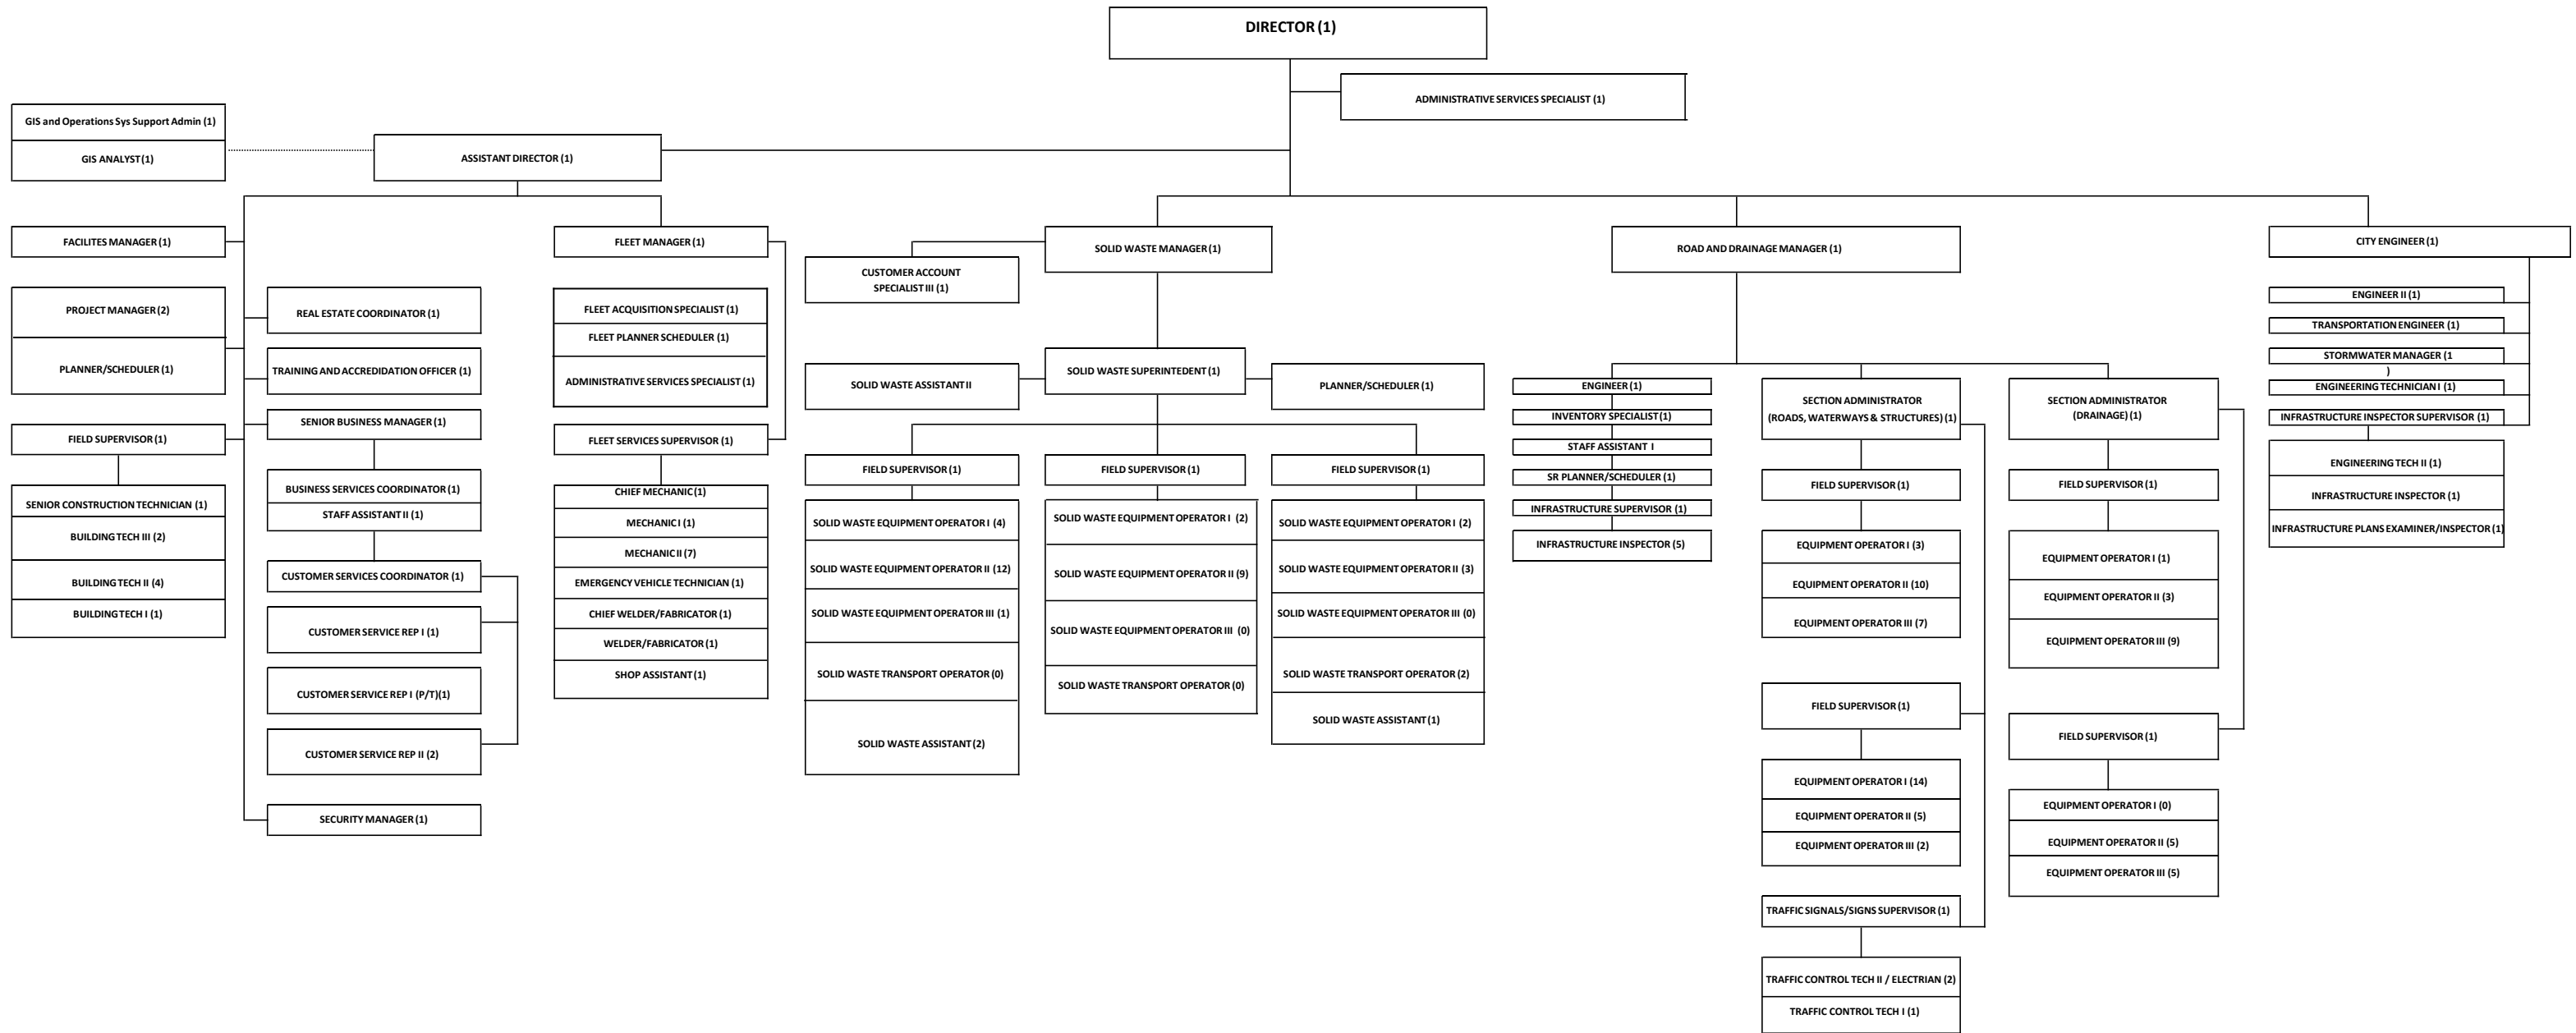 DIRECTOR (1)
ADMINISTRATIVE SERVICES SPECIALIST (1)
GIS and Operations Sys Support Admin (1)
GIS ANALYST (1)
ASSISTANT DIRECTOR (1)
FACILITES MANAGER (1)
PROJECT MANAGER (2)
PLANNER/SCHEDULER (1)
FIELD SUPERVISOR (1)
SENIOR CONSTRUCTION TECHNICIAN (1)
BUILDING TECH III (2)
BUILDING TECH II (4)
BUILDING TECH I (1)
REAL ESTATE COORDINATOR (1)
TRAINING AND ACCREDIDATION OFFICER (1)
SENIOR BUSINESS MANAGER (1)
BUSINESS SERVICES COORDINATOR (1)
STAFF ASSISTANT II (1)
CUSTOMER SERVICES COORDINATOR (1)
CUSTOMER SERVICE REP I (1)
CUSTOMER SERVICE REP I (P/T)(1)
CUSTOMER SERVICE REP II (2)
SECURITY MANAGER (1)
FLEET MANAGER (1)
FLEET ACQUISITION SPECIALIST (1)
FLEET PLANNER SCHEDULER (1)
ADMINISTRATIVE SERVICES SPECIALIST (1)
FLEET SERVICES SUPERVISOR (1)
CHIEF MECHANIC (1)
MECHANIC I (1)
MECHANIC II (7)
EMERGENCY VEHICLE TECHNICIAN (1)
CHIEF WELDER/FABRICATOR (1)
WELDER/FABRICATOR (1)
SHOP ASSISTANT (1)
SOLID WASTE MANAGER (1)
CUSTOMER ACCOUNT
SPECIALIST III (1)
SOLID WASTE ASSISTANT II
SOLID WASTE SUPERINTEDENT (1)
PLANNER/SCHEDULER (1)
FIELD SUPERVISOR (1)
SOLID WASTE EQUIPMENT OPERATOR I (4)
SOLID WASTE EQUIPMENT OPERATOR II (12)
SOLID WASTE EQUIPMENT OPERATOR III (1)
SOLID WASTE TRANSPORT OPERATOR (0)
SOLID WASTE ASSISTANT (2)
FIELD SUPERVISOR (1)
SOLID WASTE EQUIPMENT OPERATOR I (2)
SOLID WASTE EQUIPMENT OPERATOR II (9)
SOLID WASTE EQUIPMENT OPERATOR III (0)
SOLID WASTE TRANSPORT OPERATOR (0)
FIELD SUPERVISOR (1)
SOLID WASTE EQUIPMENT OPERATOR I (2)
SOLID WASTE EQUIPMENT OPERATOR II (3)
SOLID WASTE EQUIPMENT OPERATOR III (0)
SOLID WASTE TRANSPORT OPERATOR (2)
SOLID WASTE ASSISTANT (1)
ROAD AND DRAINAGE MANAGER (1)
ENGINEER (1)
INVENTORY SPECIALIST (1)
STAFF ASSISTANT I
SR PLANNER/SCHEDULER (1)
INFRASTRUCTURE SUPERVISOR (1)
INFRASTRUCTURE INSPECTOR (5)
SECTION ADMINISTRATOR
(ROADS, WATERWAYS & STRUCTURES) (1)
FIELD SUPERVISOR (1)
EQUIPMENT OPERATOR I (3)
EQUIPMENT OPERATOR II (10)
EQUIPMENT OPERATOR III (7)
FIELD SUPERVISOR (1)
EQUIPMENT OPERATOR I (14)
EQUIPMENT OPERATOR II (5)
EQUIPMENT OPERATOR III (2)
TRAFFIC SIGNALS/SIGNS SUPERVISOR (1)
TRAFFIC CONTROL TECH II / ELECTRIAN (2)
TRAFFIC CONTROL TECH I (1)
SECTION ADMINISTRATOR
(DRAINAGE) (1)
FIELD SUPERVISOR (1)
EQUIPMENT OPERATOR I (1)
EQUIPMENT OPERATOR II (3)
EQUIPMENT OPERATOR III (9)
FIELD SUPERVISOR (1)
EQUIPMENT OPERATOR I (0)
EQUIPMENT OPERATOR II (5)
EQUIPMENT OPERATOR III (5)
CITY ENGINEER (1)
ENGINEER II (1)
TRANSPORTATION ENGINEER (1)
STORMWATER MANAGER (1
)
ENGINEERING TECHNICIAN I (1)
INFRASTRUCTURE INSPECTOR SUPERVISOR (1)
ENGINEERING TECH II (1)
INFRASTRUCTURE INSPECTOR (1)
INFRASTRUCTURE PLANS EXAMINER/INSPECTOR (1)